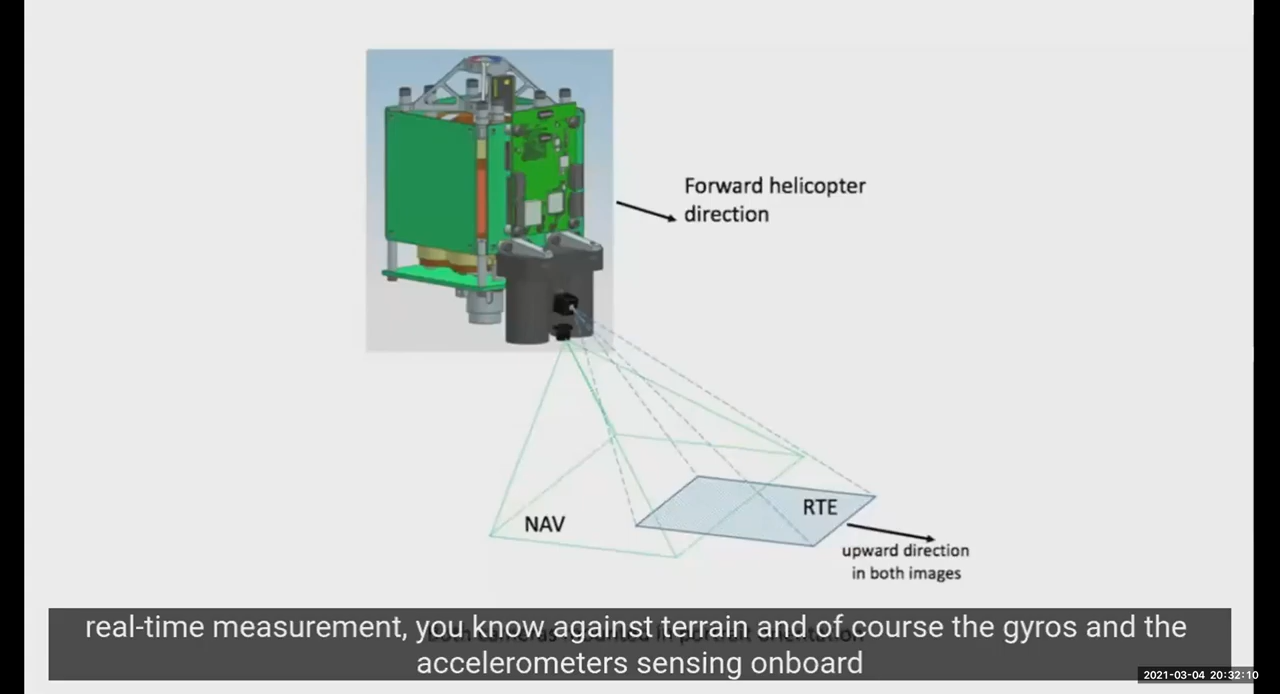 Forward helicopter
direction
NAV
RTE
upward direction
in both images
real-time measurement, you know against terrain and of course the gyros and the
accelerometers sensing onboard
2021-03-04 20:32:10